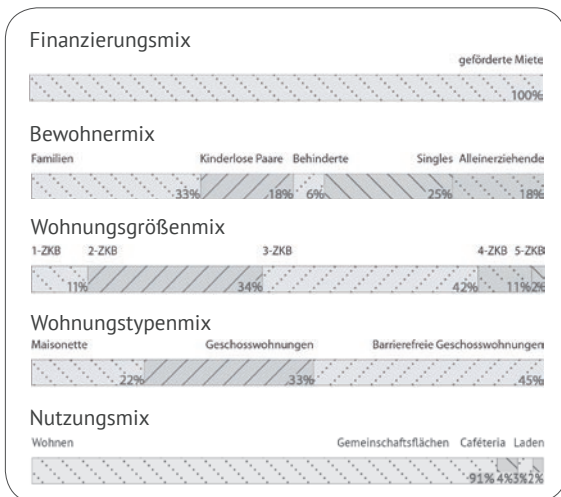 Finanzierungsmix
geförderte Miete
100%
Bewohnermix
Familien Kinderlose Paare Behinderte Singles Alleinerziehende
33% 18% 6% 25% 18%
Wohnungsgrößenmix
1-ZKB 2-ZKB 3-ZKB 4-ZKB 5-ZKB
11% 34% 42% 11% 2%
Wohnungstypenmix
Maisonette Geschosswohnungen Barrierefreie Geschosswohnungen
22% 33% 45%
Nutzungsmix
Wohnen Gemeinschaftsflächen Caféteria Laden
91% 4% 3% 2%